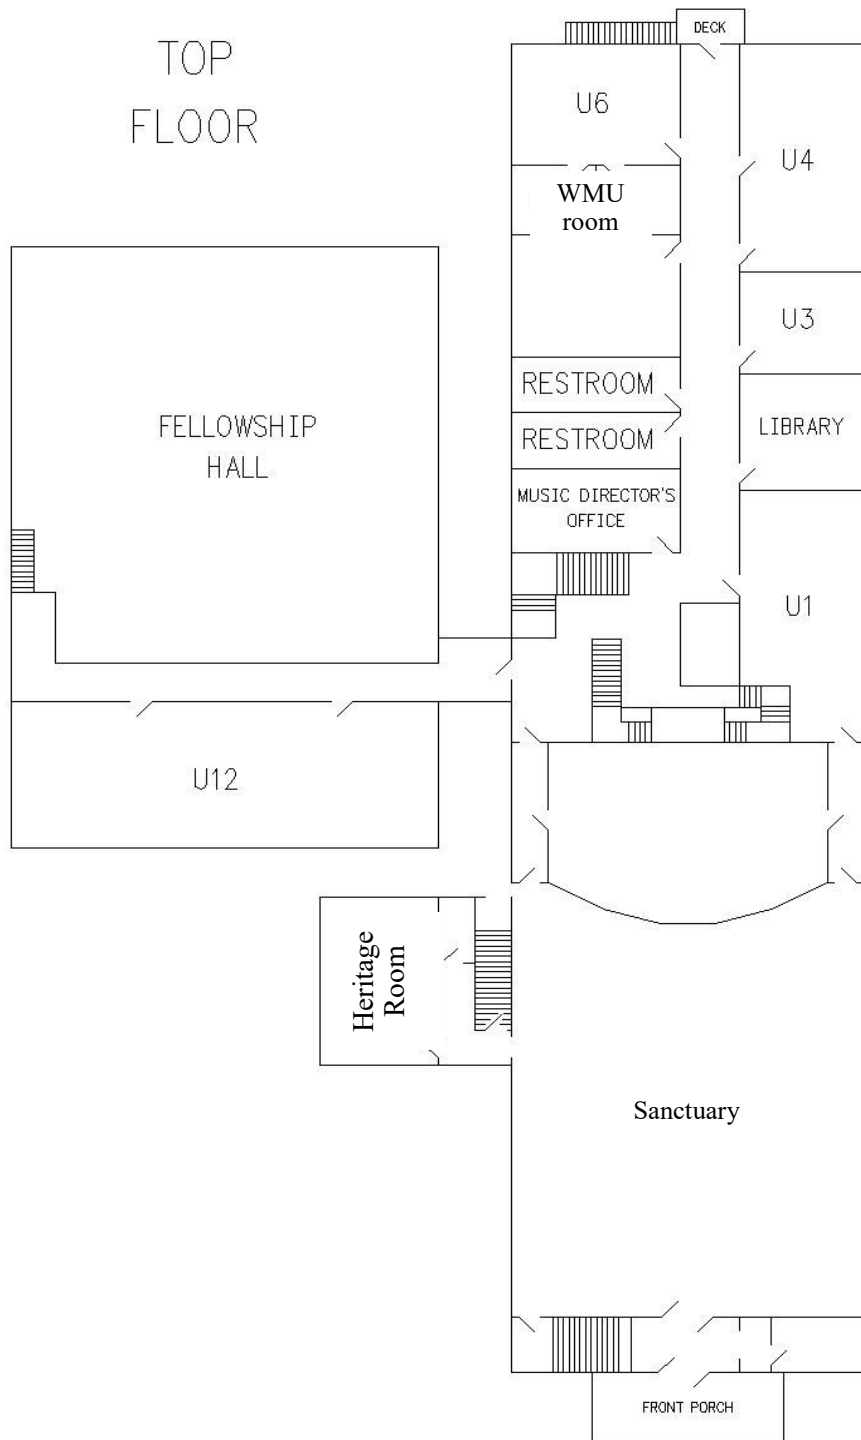 TOP
FLOOR
DECK
U6
U4
WMU
room
U3
RESTROOM
LIBRARY
FELLOWSHIP
HALL
RESTROOM
MUSIC DIRECTOR'S
OFFICE
U1
U12
Heritage
Room
Sanctuary
FRONT PORCH